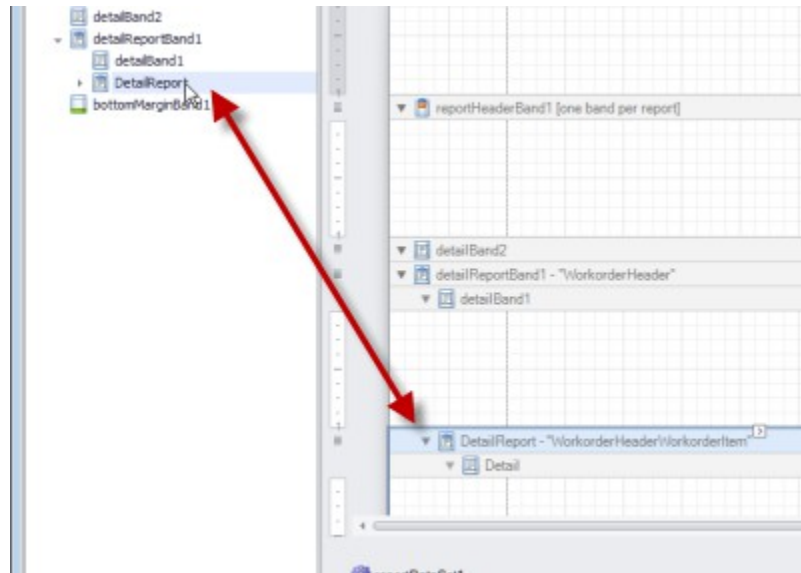 detailBand2
detailReportBand1
detailBand1
DetailReport
bottomMarginBand1
reportHeaderBand1 [one band per report]
detailBand2
detailReportBand1 - "WorkorderHeader"
detailBand1
DetailReport - "WorkorderHeaderWorkorderItem"
Detail